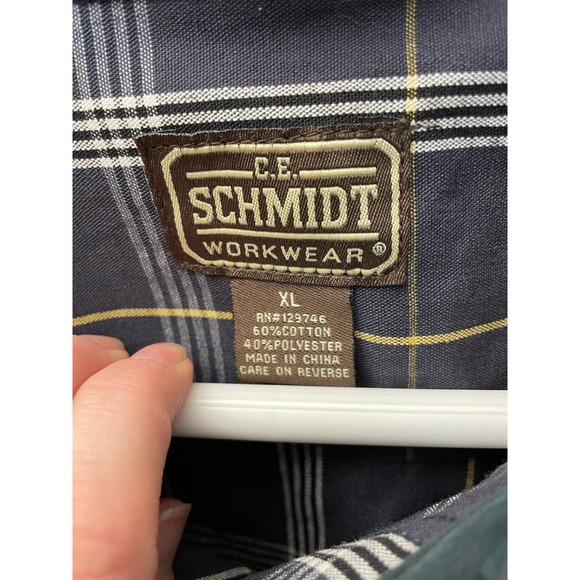 C.E.
SCHMIDT
WORKWEAR®
XL
RN#129746
60%COTTON
40%POLYESTER
MADE IN CHINA
CARE ON REVERSE